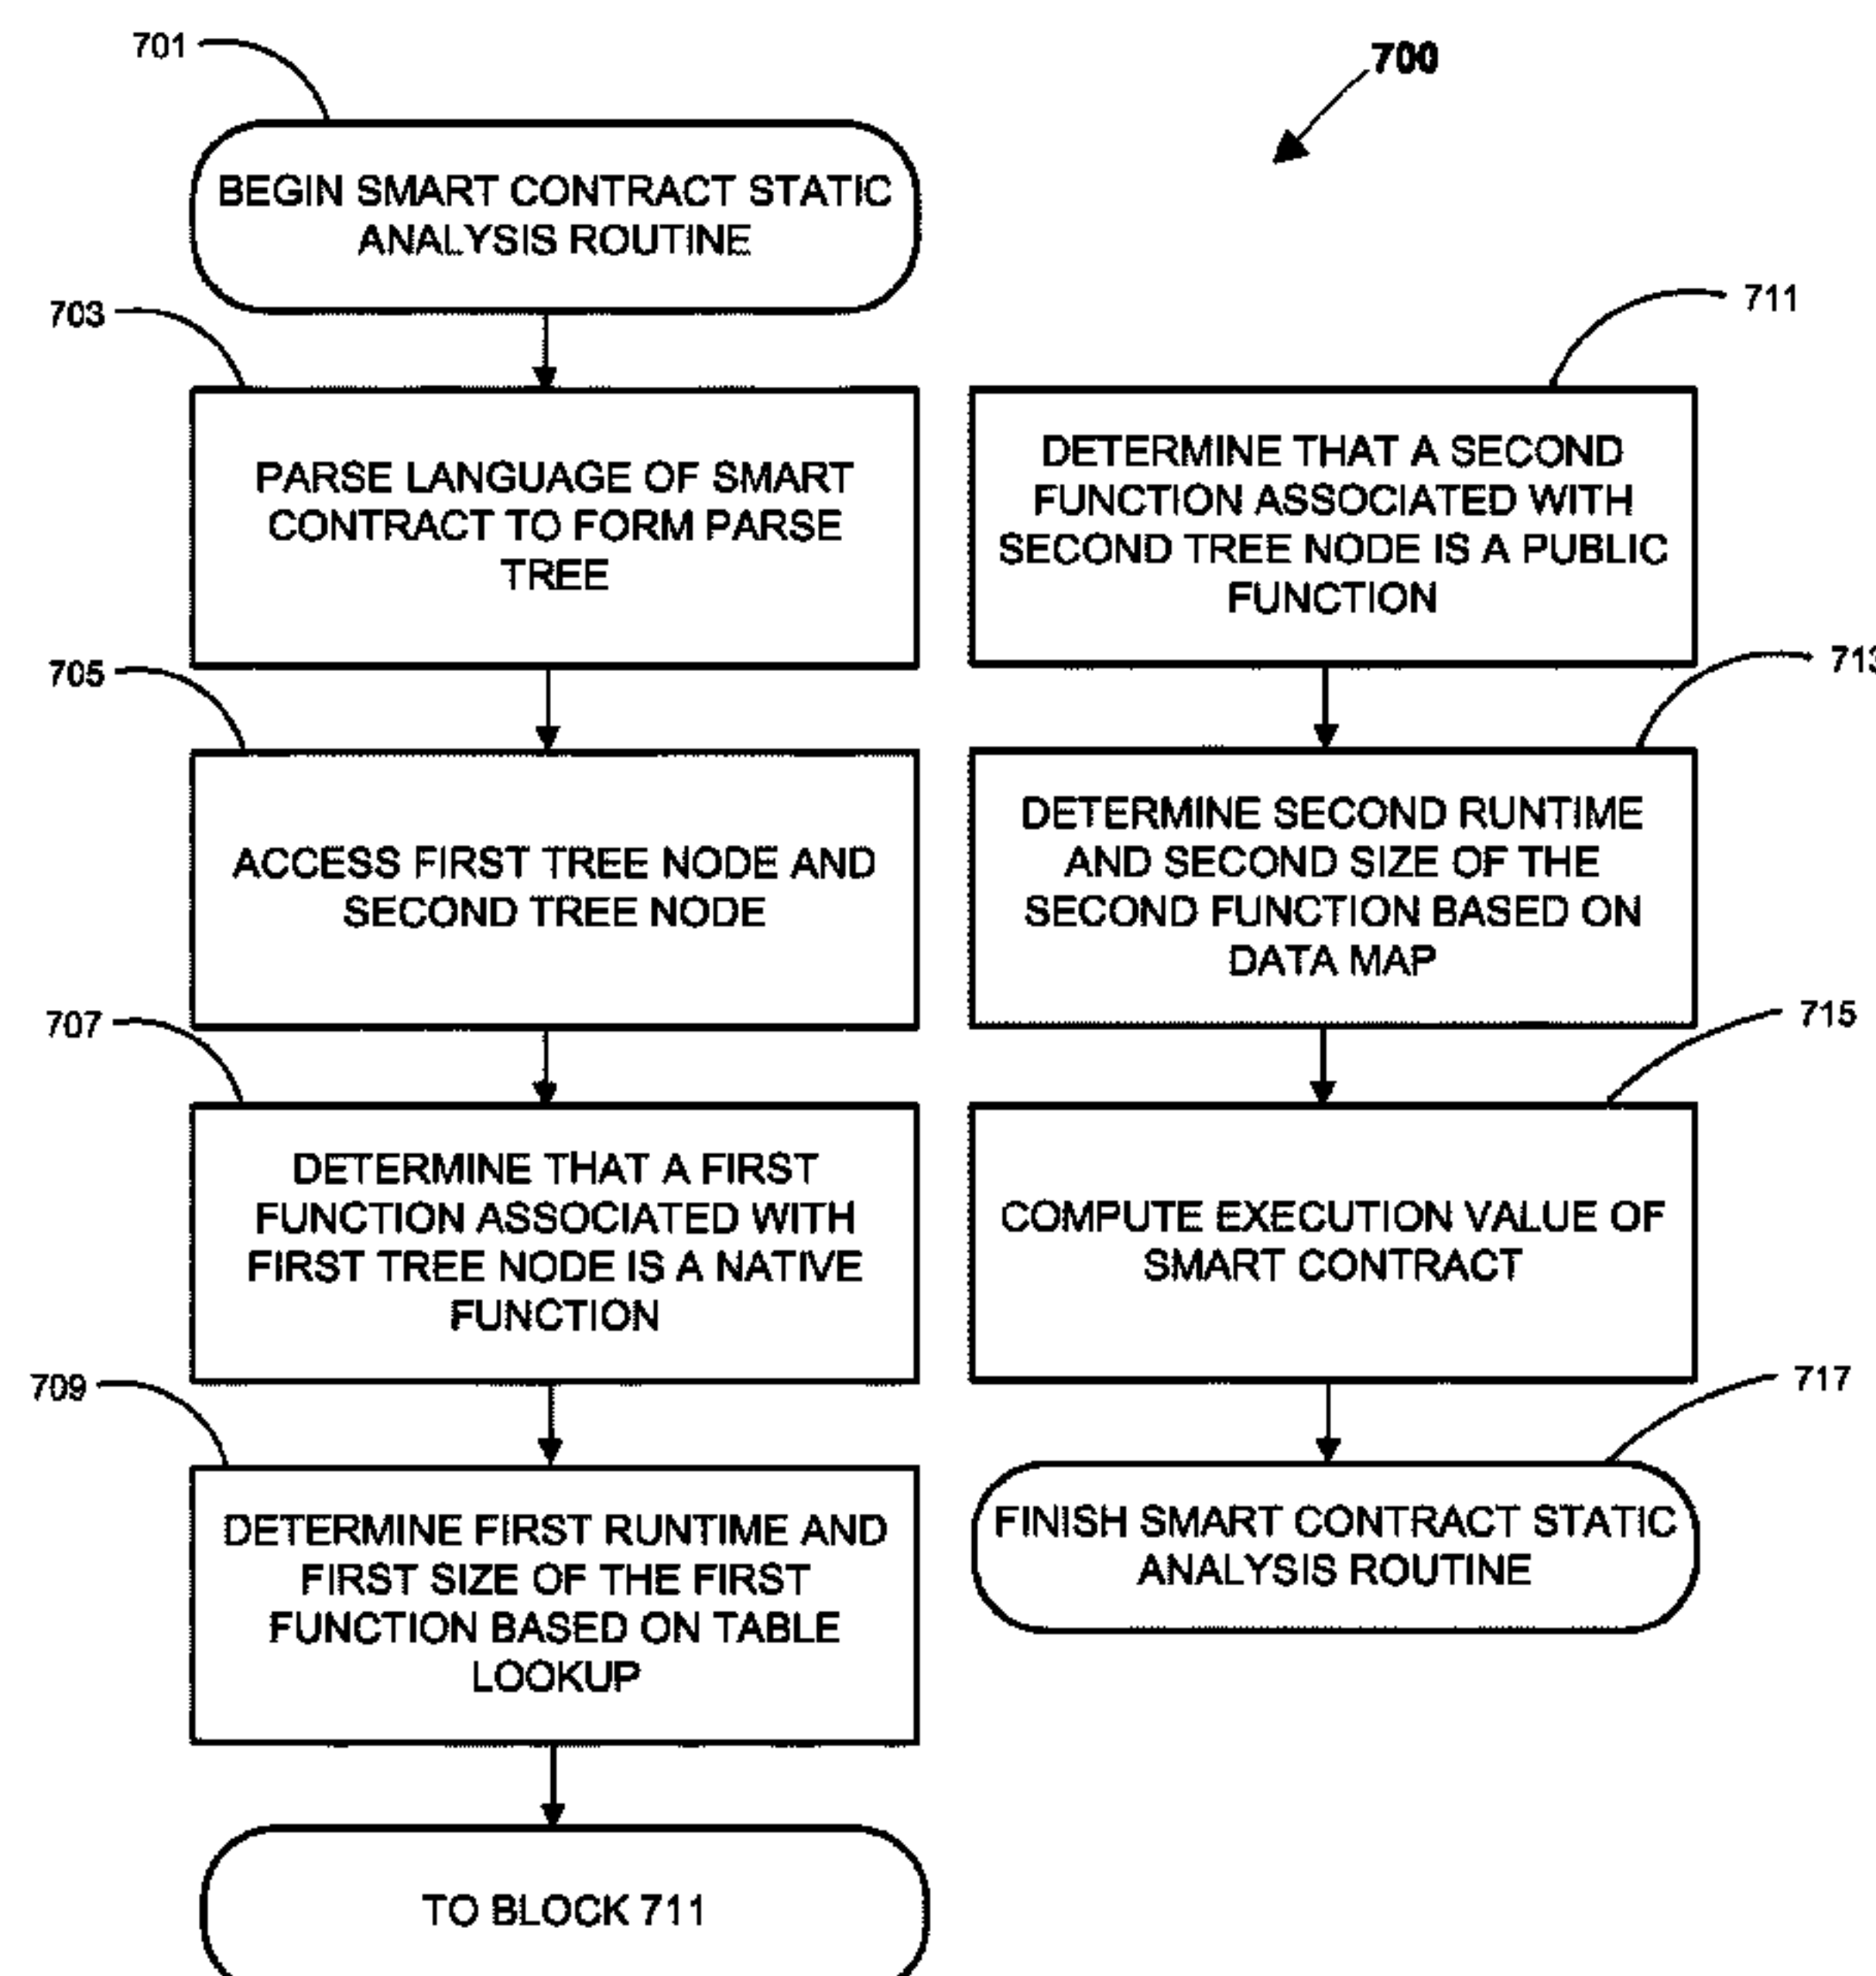 701
700
BEGIN SMART CONTRACT STATIC
ANALYSIS ROUTINE
703
PARSE LANGUAGE OF SMART
CONTRACT TO FORM PARSE
TREE
705
ACCESS FIRST TREE NODE AND
SECOND TREE NODE
707
DETERMINE THAT A FIRST
FUNCTION ASSOCIATED WITH
FIRST TREE NODE IS A NATIVE
FUNCTION
709
DETERMINE FIRST RUNTIME AND
FIRST SIZE OF THE FIRST
FUNCTION BASED ON TABLE
LOOKUP
TO BLOCK 711
711
DETERMINE THAT A SECOND
FUNCTION ASSOCIATED WITH
SECOND TREE NODE IS A PUBLIC
FUNCTION
713
DETERMINE SECOND RUNTIME
AND SECOND SIZE OF THE
SECOND FUNCTION BASED ON
DATA MAP
715
COMPUTE EXECUTION VALUE OF
SMART CONTRACT
717
FINISH SMART CONTRACT STATIC
ANALYSIS ROUTINE